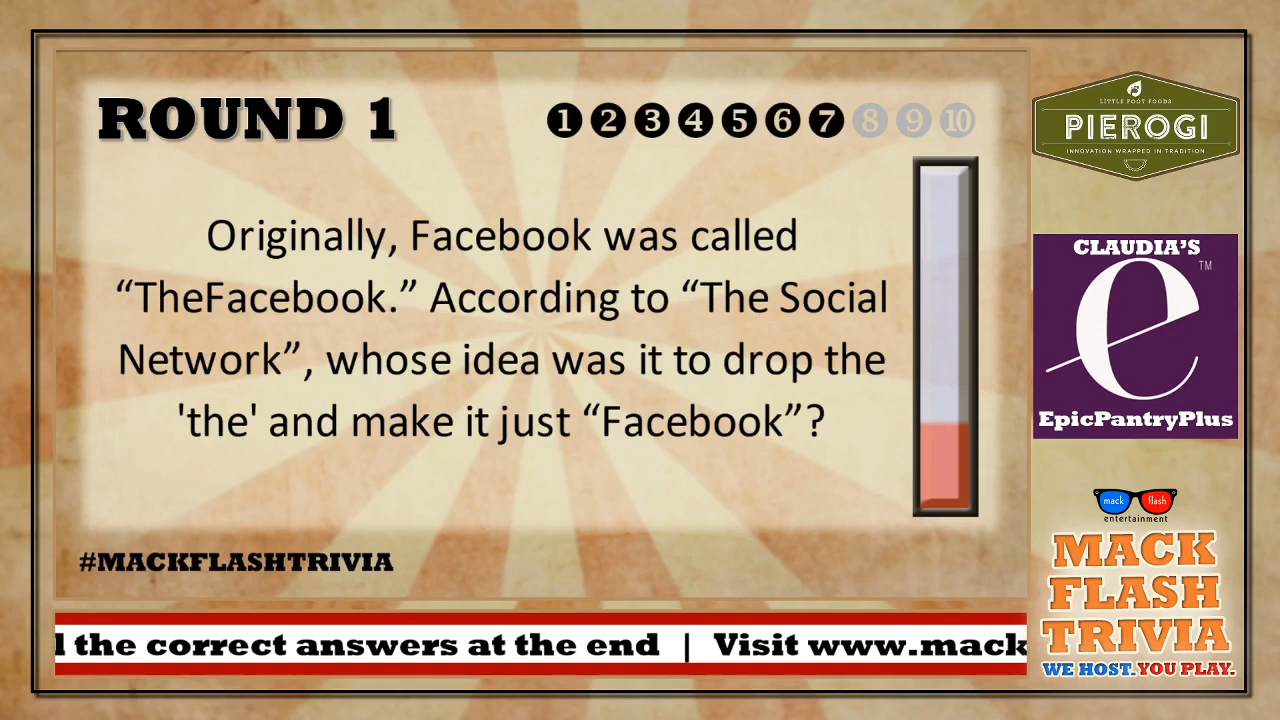 ROUND 1
1 2 3 4 5 6 7 8 9 10
Originally, Facebook was called
“TheFacebook.” According to “The Social
Network”, whose idea was it to drop the
'the' and make it just “Facebook”?
#MACKFLASHTRIVIA
l the correct answers at the end | Visit www.mack
LITTLE FOOT FOODS
PIEROGI
INNOVATION WRAPPED IN TRADITION
CLAUDIA'S
e
TM
EpicPantryPlus
mack flash
entertainment
MACK
FLASH
TRIVIA
WE HOST. YOU PLAY.